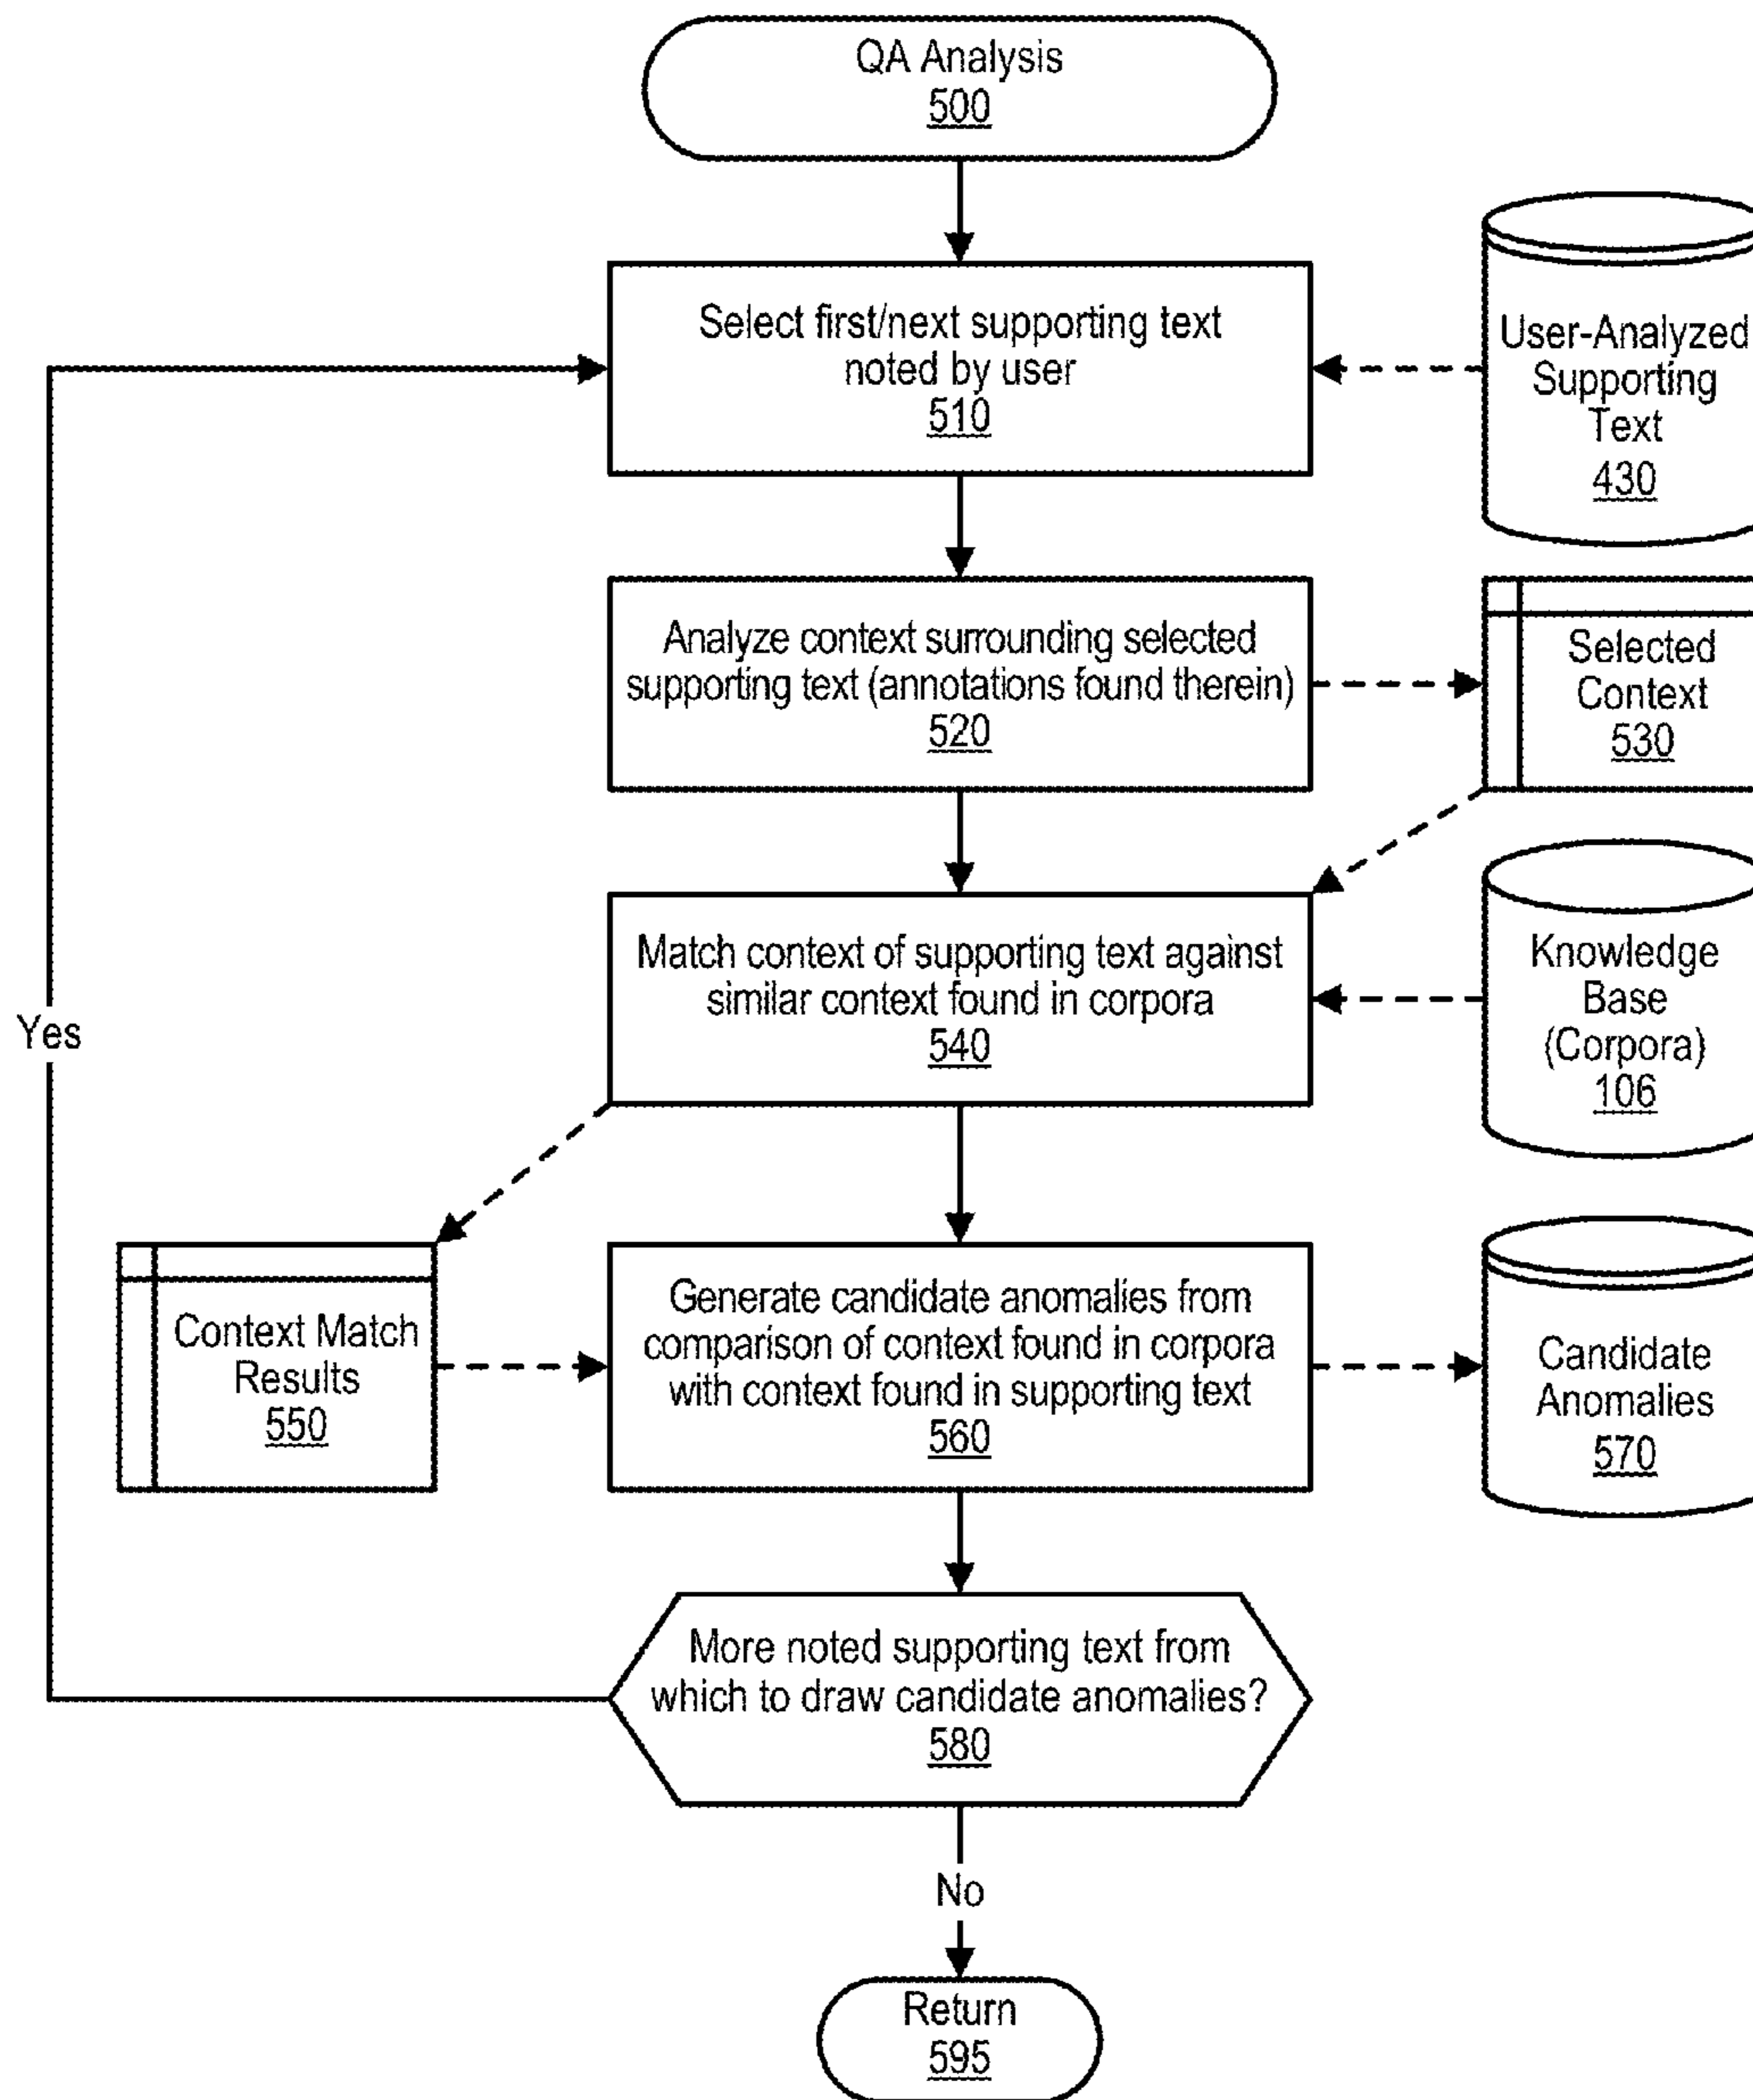 QA Analysis
500
Select first/next supporting text
noted by user
510
User-Analyzed
Supporting
Text
430
Analyze context surrounding selected
supporting text (annotations found therein)
520
Selected
Context
530
Match context of supporting text against
similar context found in corpora
540
Knowledge
Base
(Corpora)
106
Yes
Context Match
Results
550
Generate candidate anomalies from
comparison of context found in corpora
with context found in supporting text
560
Candidate
Anomalies
570
More noted supporting text from
which to draw candidate anomalies?
580
No
Return
595